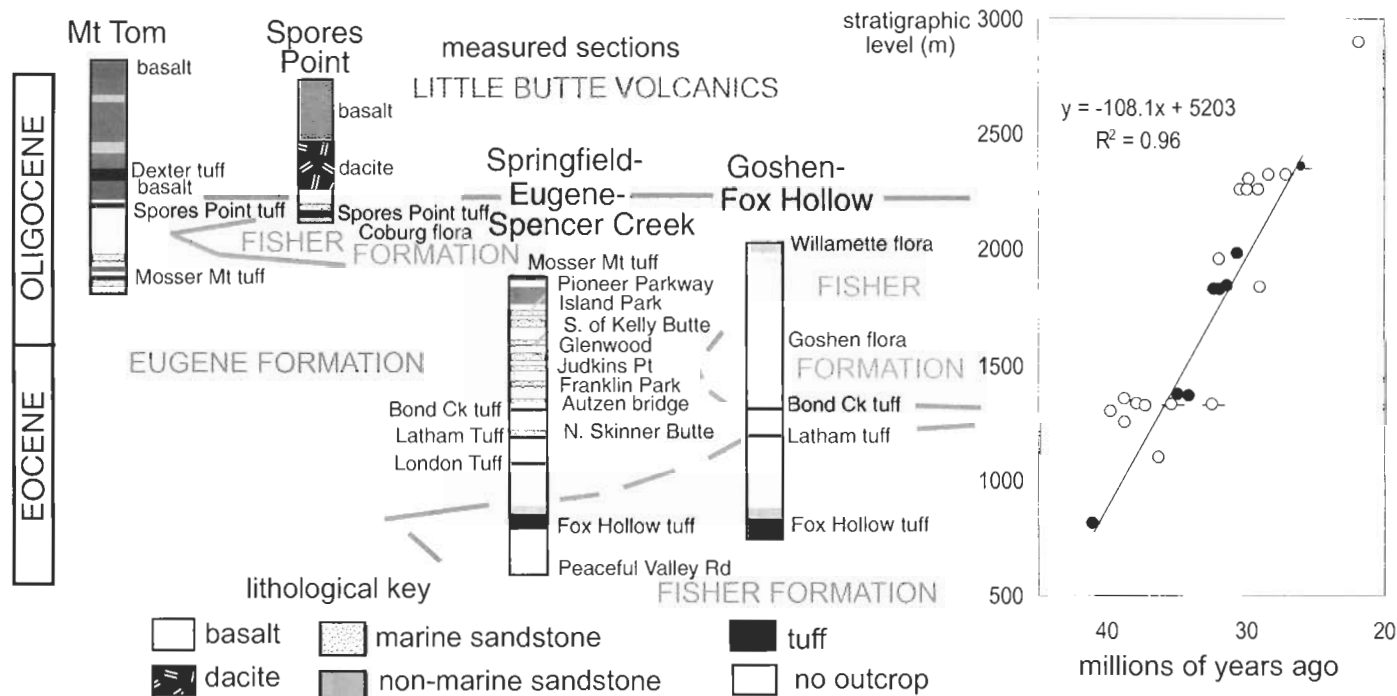 Mt Tom
basalt
Dexter tuff
basalt
Spores Point tuff
Mosser Mt tuff
Spores
Point
basalt
dacite
Spores Point tuff
Coburg flora
measured sections
LITTLE BUTTE VOLCANICS
OLIGOCENE
EOCENE
FISHER
FORMATION
EUGENE FORMATION
Springfield-
Eugene-
Spencer Creek
Mosser Mt tuff
Pioneer Parkway
Island Park
S. of Kelly Butte
Glenwood
Judkins Pt
Franklin Park
Autzen bridge
Bond Ck tuff
Latham Tuff
N. Skinner Butte
London Tuff
Fox Hollow tuff
Peaceful Valley Rd
Goshen-
Fox Hollow
Willamette flora
FISHER
Goshen flora
FORMATION
Bond Ck tuff
Latham tuff
Fox Hollow tuff
FISHER FORMATION
lithological key
basalt
marine sandstone
tuff
dacite
non-marine sandstone
no outcrop
stratigraphic
level (m)
3000
2500
2000
1500
1000
500
y = -108.1x + 5203
R² = 0.96
40 30 20
millions of years ago